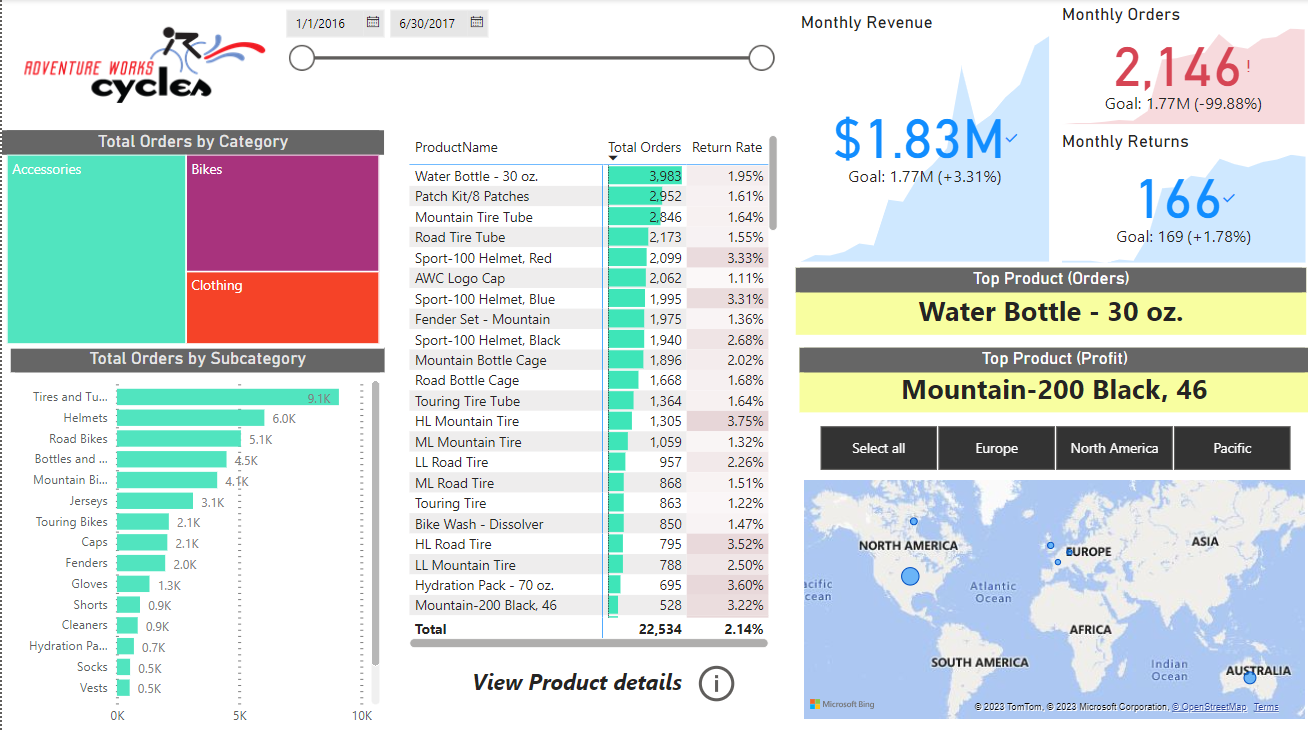 ADVENTURE WORKS
cycles
1/1/2016
6/30/2017
Total Orders by Category
Accessories
Bikes
Clothing
Total Orders by Subcategory
Tires and Tu... 9.1K
Helmets 6.0K
Road Bikes 5.1K
Bottles and ... 4.5K
Mountain Bi... 4.1K
Jerseys 3.1K
Touring Bikes 2.1K
Caps 2.1K
Fenders 2.0K
Gloves 1.3K
Shorts 0.9K
Cleaners 0.9K
Hydration Pa... 0.7K
Socks 0.5K
Vests 0.5K
0K 5K 10K
ProductName Total Orders Return Rate
Water Bottle - 30 oz. 3,983 1.95%
Patch Kit/8 Patches 2,952 1.61%
Mountain Tire Tube 2,846 1.64%
Road Tire Tube 2,173 1.55%
Sport-100 Helmet, Red 2,099 3.33%
AWC Logo Cap 2,062 1.11%
Sport-100 Helmet, Blue 1,995 3.31%
Fender Set - Mountain 1,975 1.36%
Sport-100 Helmet, Black 1,940 2.68%
Mountain Bottle Cage 1,896 2.02%
Road Bottle Cage 1,668 1.68%
Touring Tire Tube 1,364 1.64%
HL Mountain Tire 1,305 3.75%
ML Mountain Tire 1,059 1.32%
LL Road Tire 957 2.26%
ML Road Tire 868 1.51%
Touring Tire 863 1.22%
Bike Wash - Dissolver 850 1.47%
HL Road Tire 795 3.52%
LL Mountain Tire 788 2.50%
Hydration Pack - 70 oz. 695 3.60%
Mountain-200 Black, 46 528 3.22%
Total 22,534 2.14%
View Product details
Monthly Revenue
$1.83M
Goal: 1.77M (+3.31%)
Monthly Orders
2,146!
Goal: 1.77M (-99.88%)
Monthly Returns
166
Goal: 169 (+1.78%)
Top Product (Orders)
Water Bottle - 30 oz.
Top Product (Profit)
Mountain-200 Black, 46
Select all
Europe
North America
Pacific
NORTH AMERICA
EUROPE
ASIA
acific
cean
Atlantic
Ocean
AFRICA
SOUTH AMERICA
Indian
Ocean
AUSTRALIA
Microsoft Bing
© 2023 TomTom, © 2023 Microsoft Corporation, © OpenStreetMap Terms